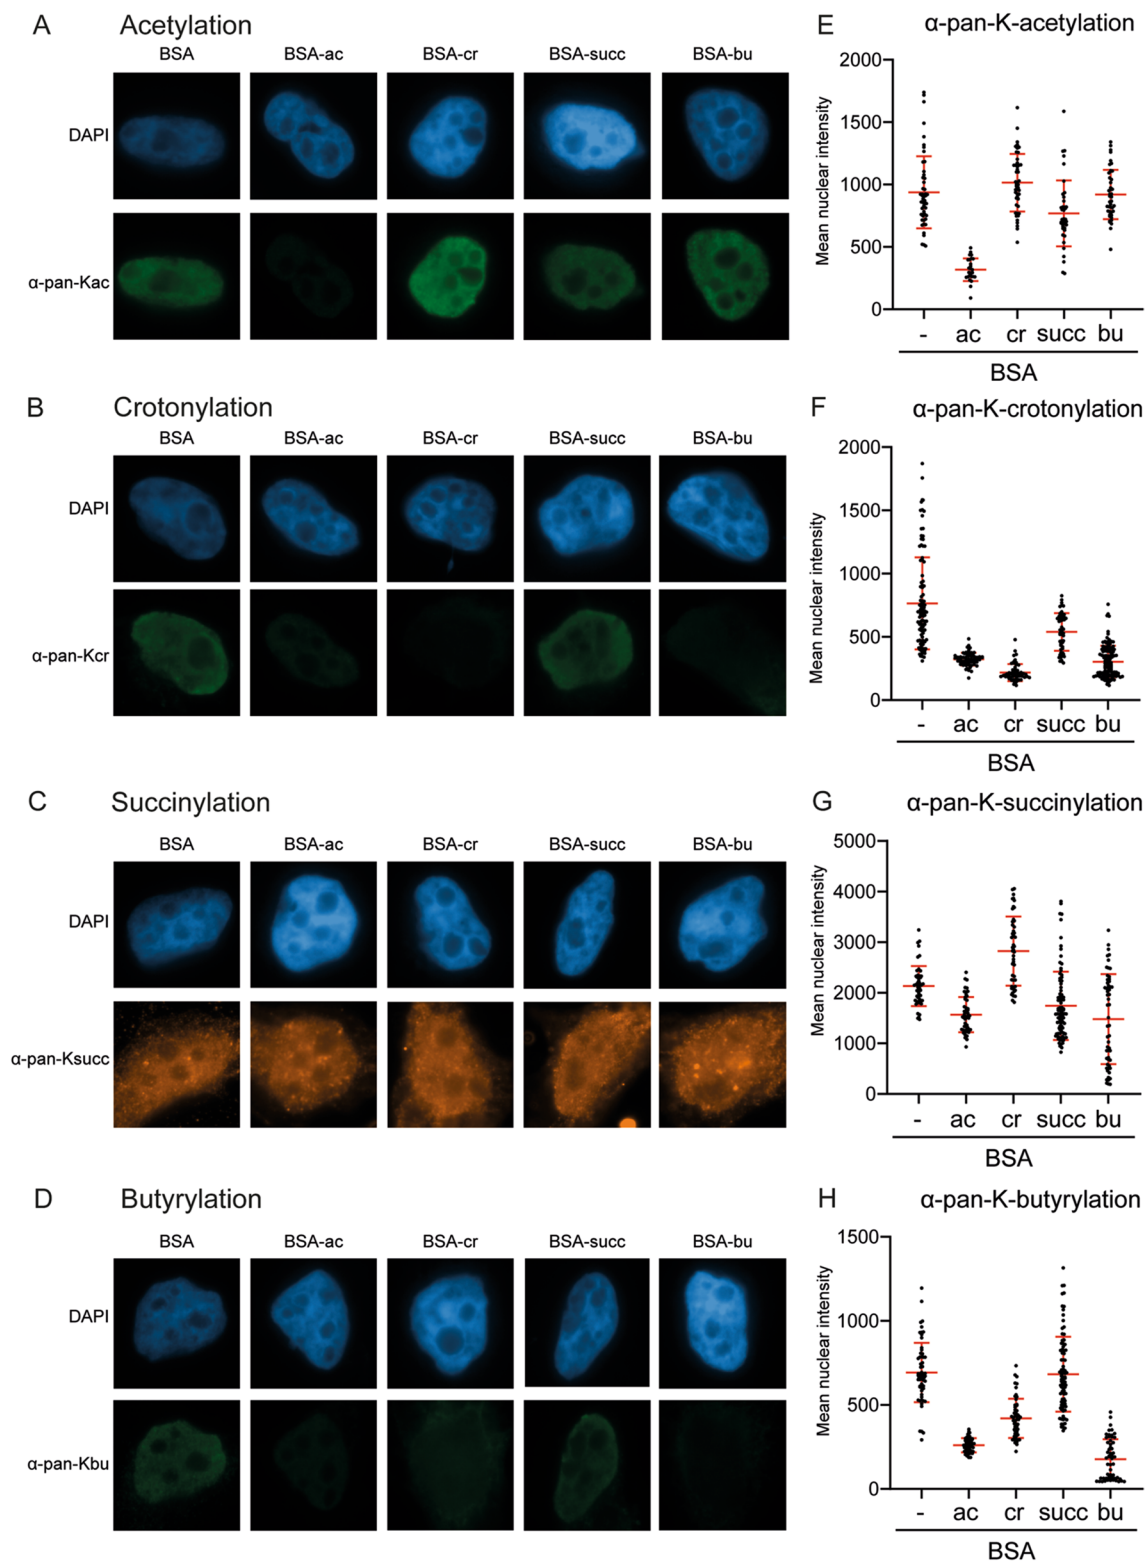 A Acetylation
BSA BSA-ac BSA-cr BSA-succ BSA-bu
DAPI
α-pan-Kac
E α-pan-K-acetylation
Mean nuclear intensity
2000
1500
1000
500
0
- ac cr succ bu
BSA
B Crotonylation
BSA BSA-ac BSA-cr BSA-succ BSA-bu
DAPI
α-pan-Kcr
F α-pan-K-crotonylation
Mean nuclear intensity
2000
1500
1000
500
0
- ac cr succ bu
BSA
C Succinylation
BSA BSA-ac BSA-cr BSA-succ BSA-bu
DAPI
α-pan-Ksucc
G α-pan-K-succinylation
Mean nuclear intensity
5000
4000
3000
2000
1000
0
- ac cr succ bu
BSA
D Butyrylation
BSA BSA-ac BSA-cr BSA-succ BSA-bu
DAPI
α-pan-Kbu
H α-pan-K-butyrylation
Mean nuclear intensity
1500
1000
500
0
- ac cr succ bu
BSA